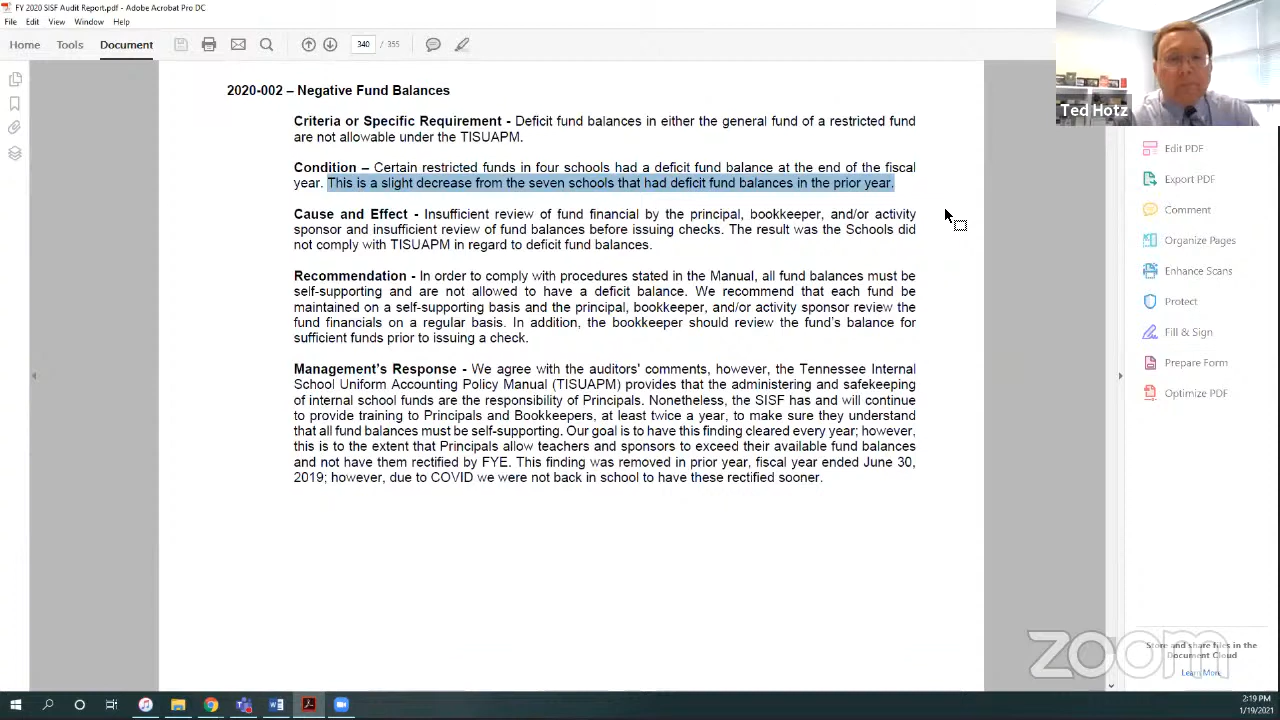 FY 2020 SISF Audit Report.pdf - Adobe Acrobat Pro DC
File Edit View Window Help
Home Tools Document 340 / 355
Ted Hotz
2020-002 – Negative Fund Balances
Criteria or Specific Requirement - Deficit fund balances in either the general fund of a restricted fund
are not allowable under the TISUAPM.
Condition – Certain restricted funds in four schools had a deficit fund balance at the end of the fiscal
year. This is a slight decrease from the seven schools that had deficit fund balances in the prior year.
Cause and Effect - Insufficient review of fund financial by the principal, bookkeeper, and/or activity
sponsor and insufficient review of fund balances before issuing checks. The result was the Schools did
not comply with TISUAPM in regard to deficit fund balances.
Recommendation - In order to comply with procedures stated in the Manual, all fund balances must be
self-supporting and are not allowed to have a deficit balance. We recommend that each fund be
maintained on a self-supporting basis and the principal, bookkeeper, and/or activity sponsor review the
fund financials on a regular basis. In addition, the bookkeeper should review the fund's balance for
sufficient funds prior to issuing a check.
Management's Response - We agree with the auditors' comments, however, the Tennessee Internal
School Uniform Accounting Policy Manual (TISUAPM) provides that the administering and safekeeping
of internal school funds are the responsibility of Principals. Nonetheless, the SISF has and will continue
to provide training to Principals and Bookkeepers, at least twice a year, to make sure they understand
that all fund balances must be self-supporting. Our goal is to have this finding cleared every year; however,
this is to the extent that Principals allow teachers and sponsors to exceed their available fund balances
and not have them rectified by FYE. This finding was removed in prior year, fiscal year ended June 30,
2019; however, due to COVID we were not back in school to have these rectified sooner.
Edit PDF
Export PDF
Comment
Organize Pages
Enhance Scans
Protect
Fill & Sign
Prepare Form
Optimize PDF
Store and share files in the
Document Cloud
Learn More
zoom
2:19 PM
1/19/2021